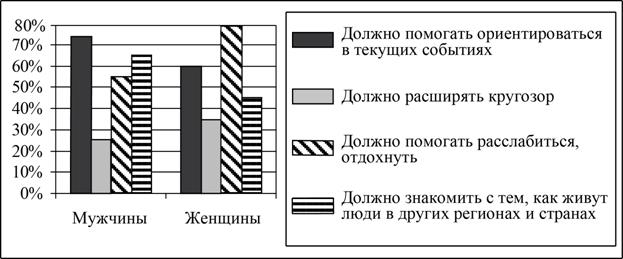 80%
70%
60%
50%
40%
30%
20%
10%
0%
Мужчины Женщины
Должно помогать ориентироваться
в текущих событиях
Должно расширять кругозор
Должно помогать расслабиться,
отдохнуть
Должно знакомить с тем, как живут
люди в других регионах и странах